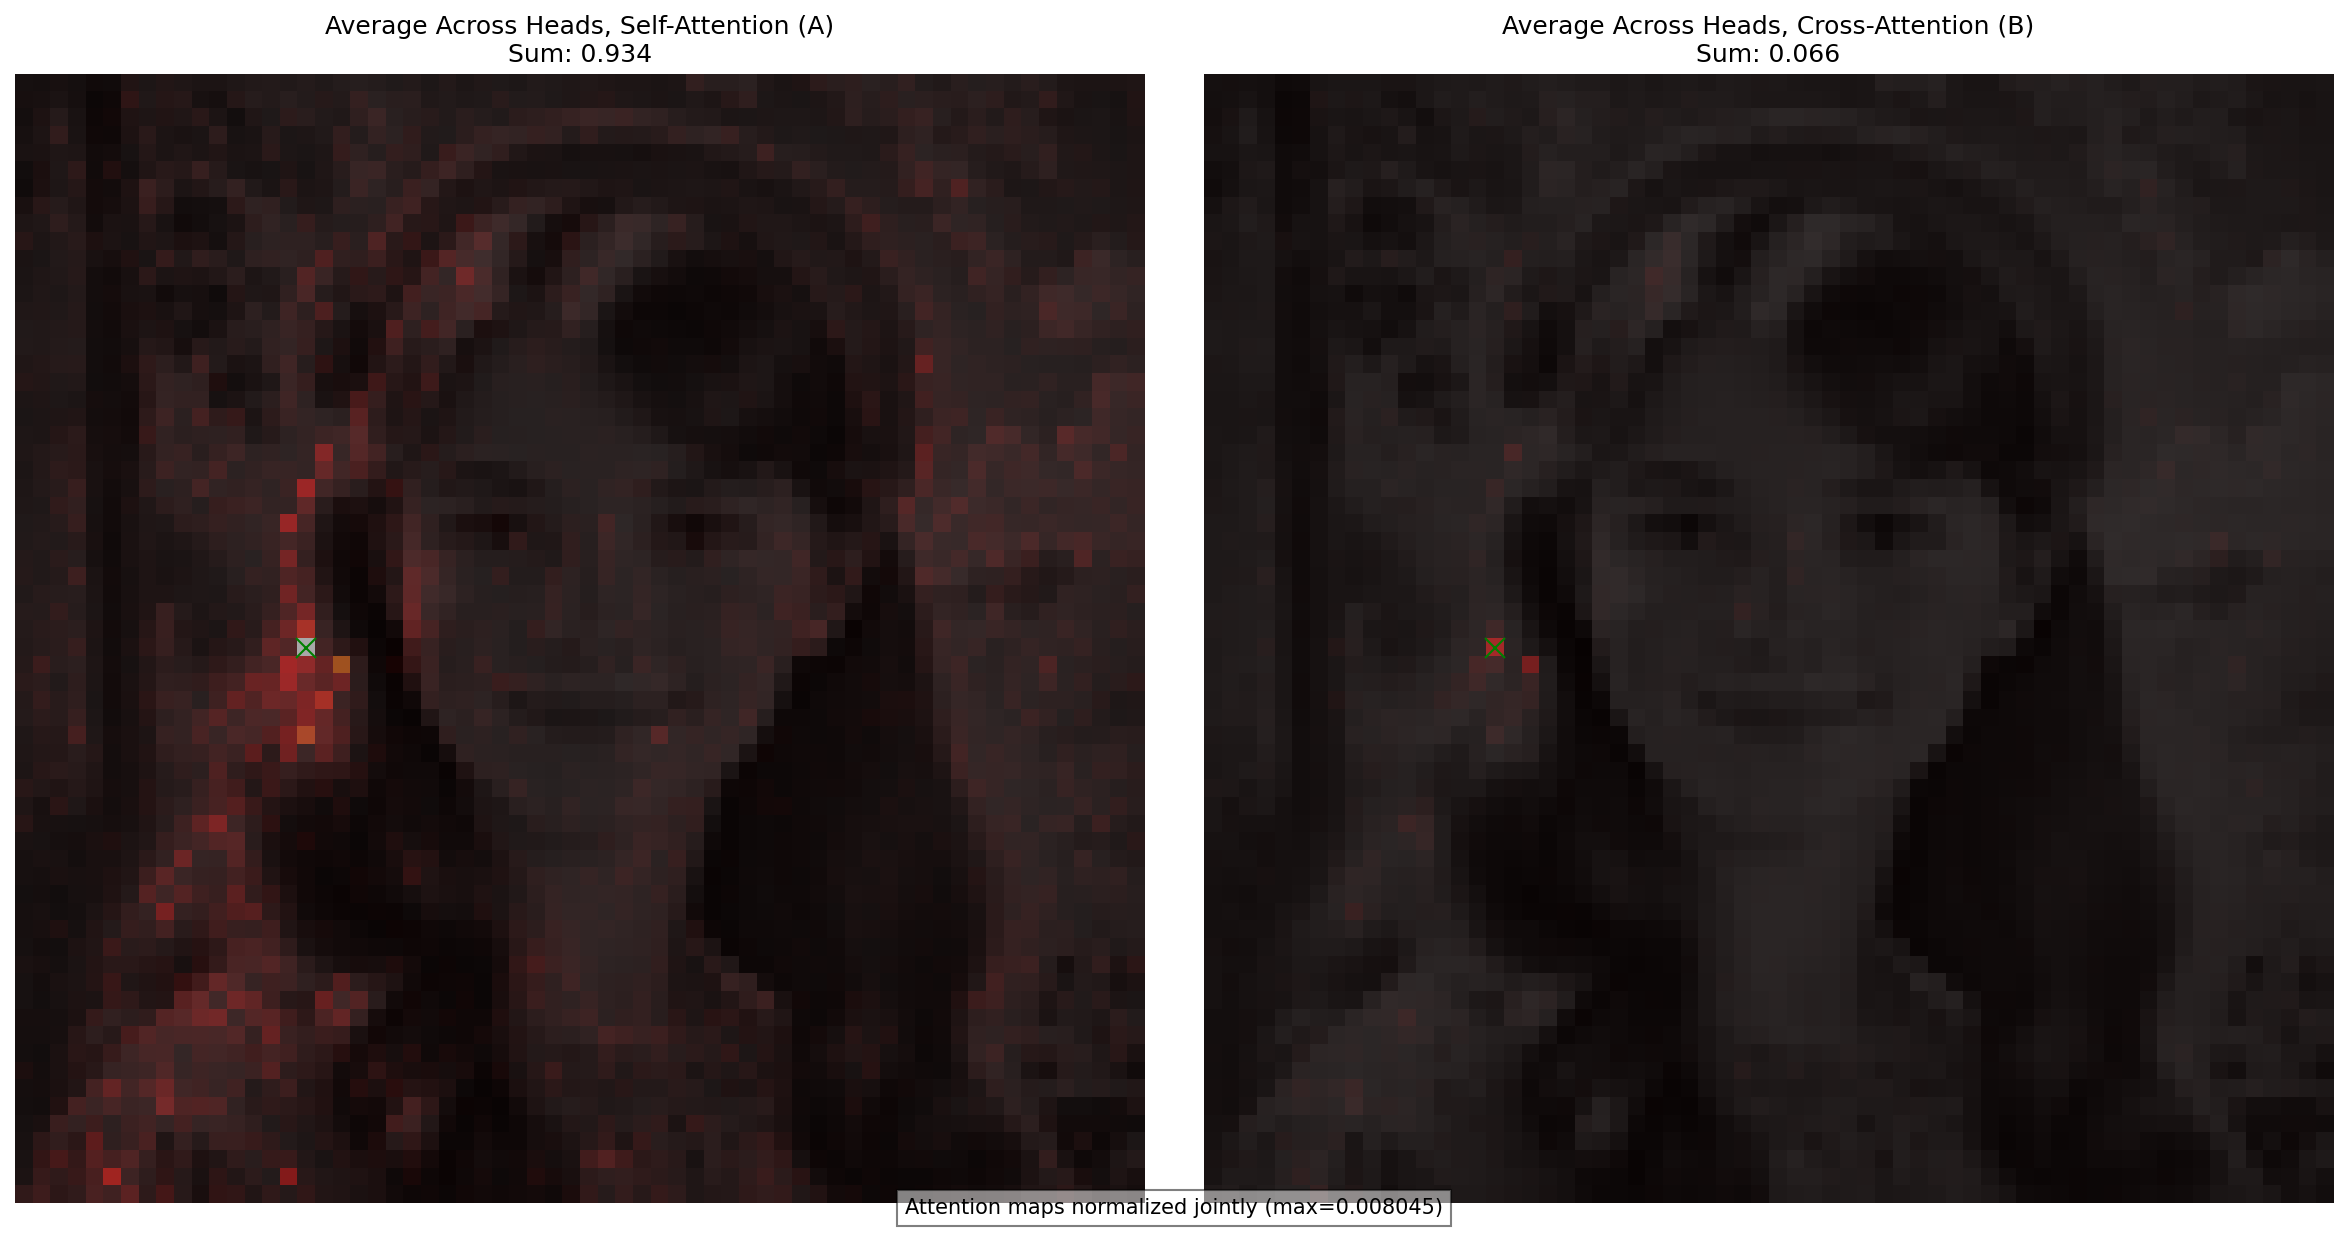 Average Across Heads, Self-Attention (A)
Sum: 0.934
Average Across Heads, Cross-Attention (B)
Sum: 0.066
Attention maps normalized jointly (max=0.008045)